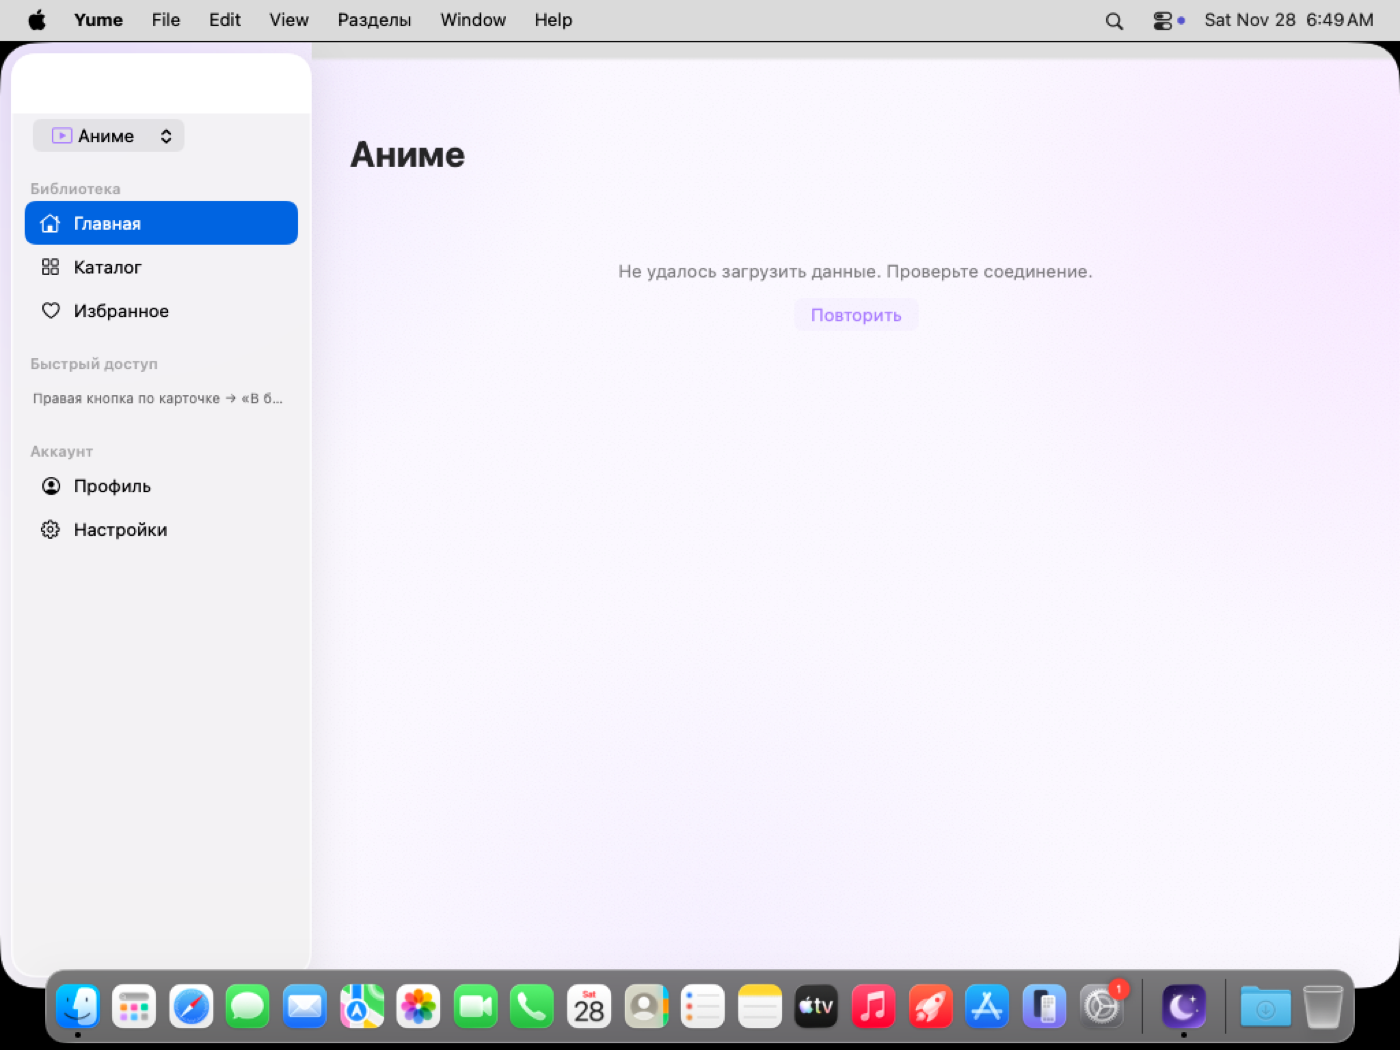 Yume File Edit View Разделы Window Help Sat Nov 28 6:49 AM
Аниме
Библиотека
Главная
Каталог
Избранное
Быстрый доступ
Правая кнопка по карточке → «В б...
Аккаунт
Профиль
Настройки
Аниме
Не удалось загрузить данные. Проверьте соединение.
Повторить
Sat
28
tv
1